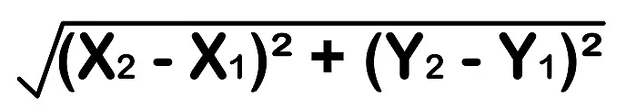 √(X₂ - X₁)² + (Y₂ - Y₁)²